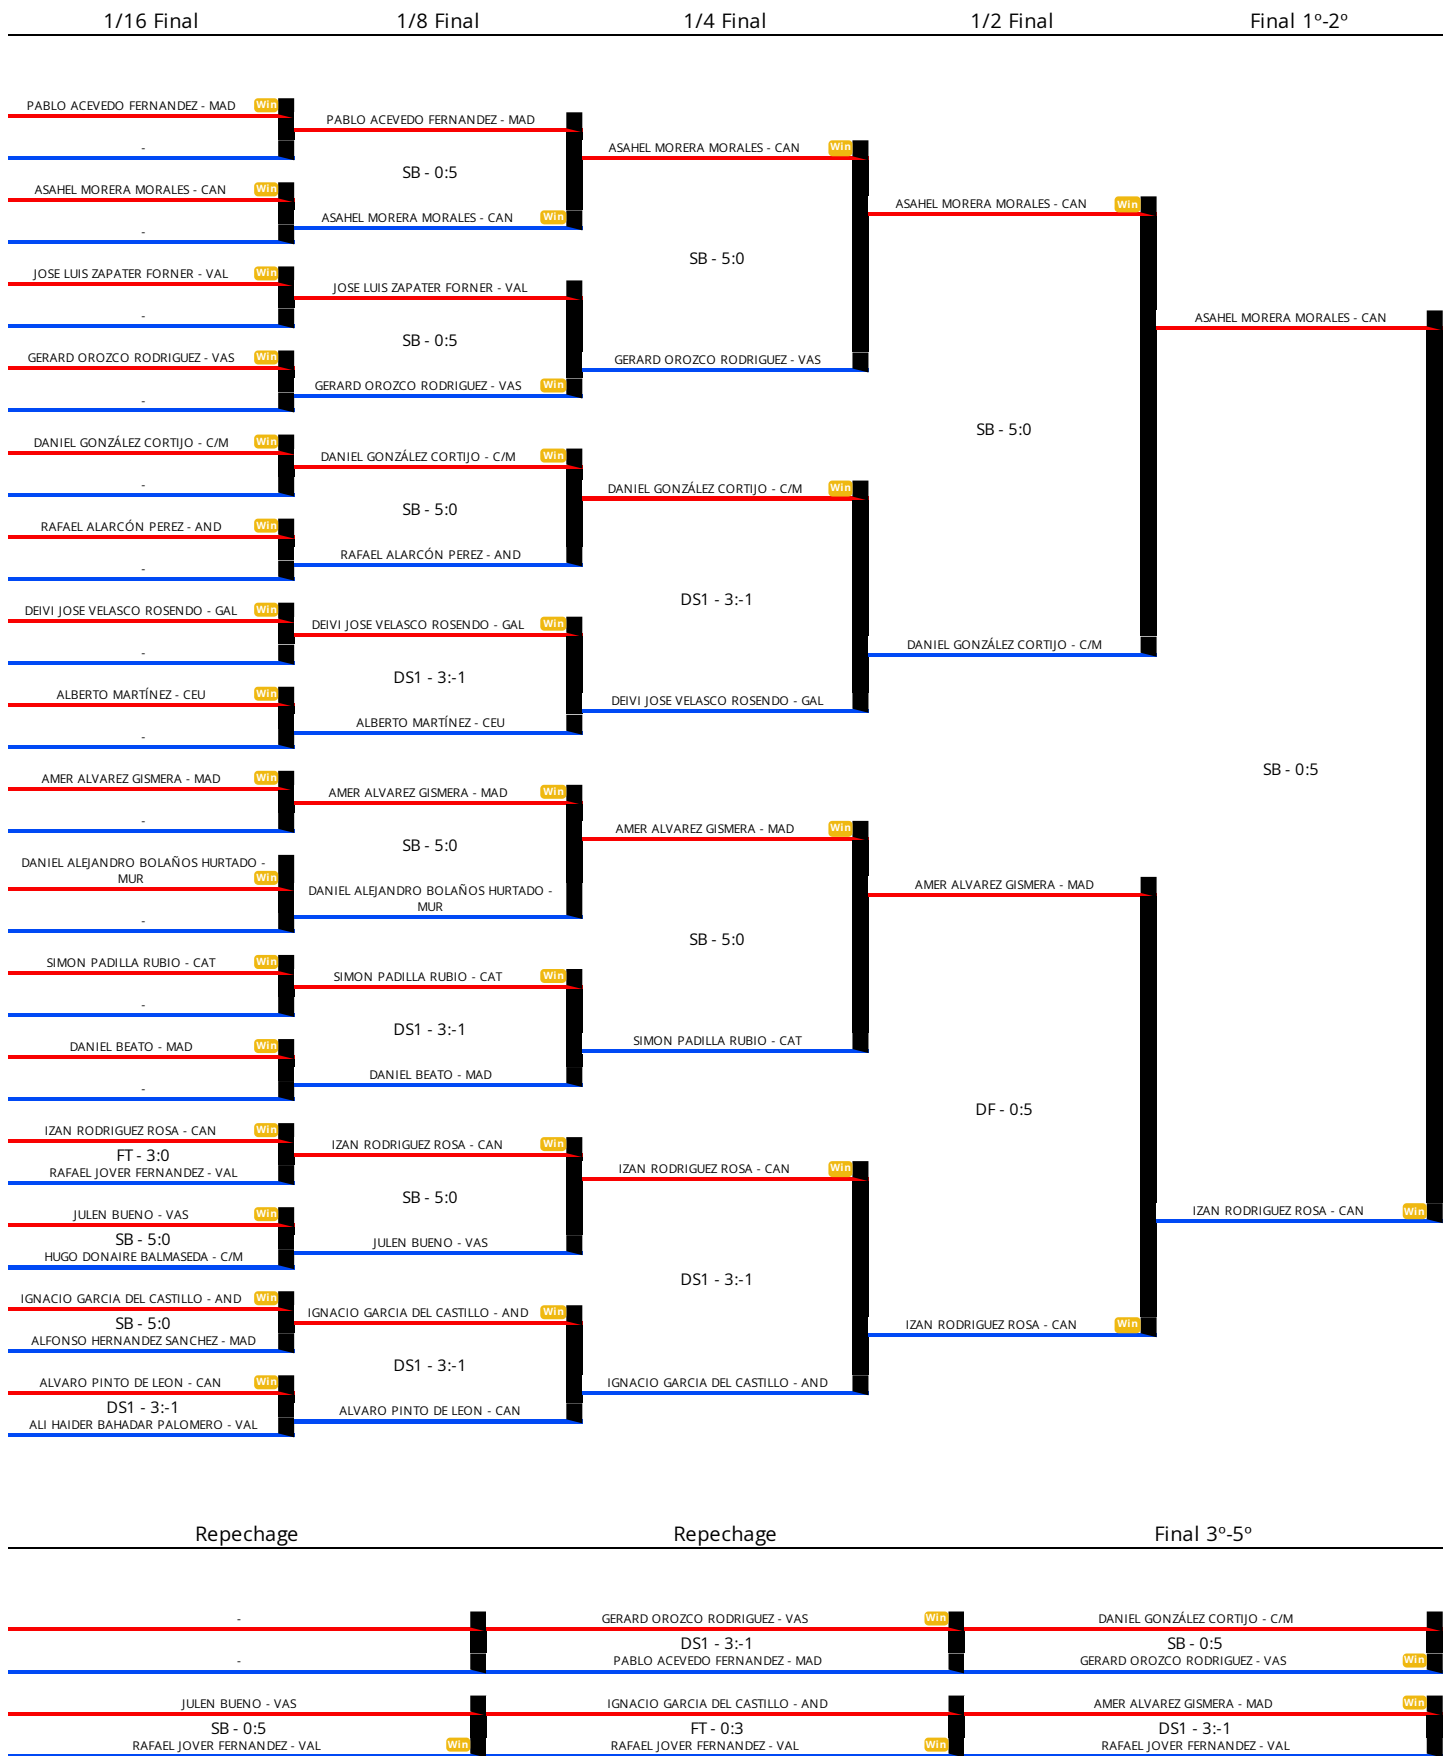 1/16 Final
1/8 Final
1/4 Final
1/2 Final
Final 1º-2º
PABLO ACEVEDO FERNANDEZ - MAD
Win
-
ASAHEL MORERA MORALES - CAN
Win
-
JOSE LUIS ZAPATER FORNER - VAL
Win
-
GERARD OROZCO RODRIGUEZ - VAS
Win
-
DANIEL GONZÁLEZ CORTIJO - C/M
Win
-
RAFAEL ALARCÓN PEREZ - AND
Win
-
DEIVI JOSE VELASCO ROSENDO - GAL
Win
-
ALBERTO MARTÍNEZ - CEU
Win
-
AMER ALVAREZ GISMERA - MAD
Win
-
DANIEL ALEJANDRO BOLAÑOS HURTADO -
MUR
Win
-
SIMON PADILLA RUBIO - CAT
Win
-
DANIEL BEATO - MAD
Win
-
IZAN RODRIGUEZ ROSA - CAN
Win
FT - 3:0
RAFAEL JOVER FERNANDEZ - VAL
JULEN BUENO - VAS
Win
SB - 5:0
HUGO DONAIRE BALMASEDA - C/M
IGNACIO GARCIA DEL CASTILLO - AND
Win
SB - 5:0
ALFONSO HERNANDEZ SANCHEZ - MAD
ALVARO PINTO DE LEON - CAN
Win
DS1 - 3:-1
ALI HAIDER BAHADAR PALOMERO - VAL
PABLO ACEVEDO FERNANDEZ - MAD
SB - 0:5
ASAHEL MORERA MORALES - CAN
Win
JOSE LUIS ZAPATER FORNER - VAL
SB - 0:5
GERARD OROZCO RODRIGUEZ - VAS
Win
DANIEL GONZÁLEZ CORTIJO - C/M
Win
SB - 5:0
RAFAEL ALARCÓN PEREZ - AND
DEIVI JOSE VELASCO ROSENDO - GAL
Win
DS1 - 3:-1
ALBERTO MARTÍNEZ - CEU
AMER ALVAREZ GISMERA - MAD
Win
SB - 5:0
DANIEL ALEJANDRO BOLAÑOS HURTADO -
MUR
SIMON PADILLA RUBIO - CAT
Win
DS1 - 3:-1
DANIEL BEATO - MAD
IZAN RODRIGUEZ ROSA - CAN
Win
SB - 5:0
JULEN BUENO - VAS
IGNACIO GARCIA DEL CASTILLO - AND
Win
DS1 - 3:-1
ALVARO PINTO DE LEON - CAN
ASAHEL MORERA MORALES - CAN
Win
SB - 5:0
GERARD OROZCO RODRIGUEZ - VAS
DANIEL GONZÁLEZ CORTIJO - C/M
Win
DS1 - 3:-1
DEIVI JOSE VELASCO ROSENDO - GAL
AMER ALVAREZ GISMERA - MAD
Win
SB - 5:0
SIMON PADILLA RUBIO - CAT
IZAN RODRIGUEZ ROSA - CAN
Win
DS1 - 3:-1
IGNACIO GARCIA DEL CASTILLO - AND
ASAHEL MORERA MORALES - CAN
Win
SB - 5:0
DANIEL GONZÁLEZ CORTIJO - C/M
AMER ALVAREZ GISMERA - MAD
DF - 0:5
IZAN RODRIGUEZ ROSA - CAN
Win
ASAHEL MORERA MORALES - CAN
SB - 0:5
IZAN RODRIGUEZ ROSA - CAN
Win
Repechage
Repechage
Final 3º-5º
-
-
JULEN BUENO - VAS
SB - 0:5
RAFAEL JOVER FERNANDEZ - VAL
Win
GERARD OROZCO RODRIGUEZ - VAS
Win
DS1 - 3:-1
PABLO ACEVEDO FERNANDEZ - MAD
IGNACIO GARCIA DEL CASTILLO - AND
FT - 0:3
RAFAEL JOVER FERNANDEZ - VAL
Win
DANIEL GONZÁLEZ CORTIJO - C/M
SB - 0:5
GERARD OROZCO RODRIGUEZ - VAS
Win
AMER ALVAREZ GISMERA - MAD
Win
DS1 - 3:-1
RAFAEL JOVER FERNANDEZ - VAL